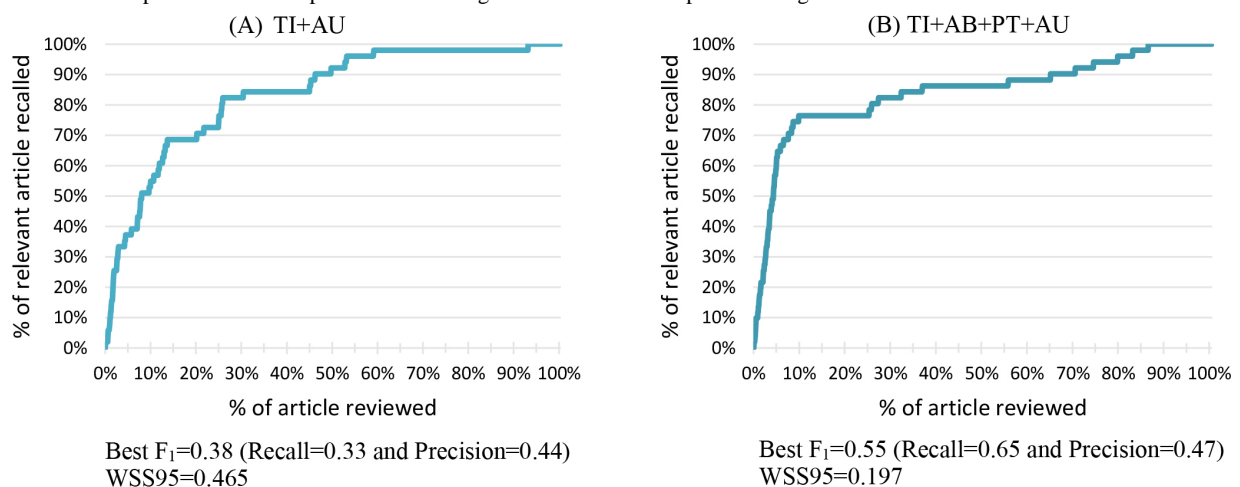 (A) TI+AU
100%
90%
80%
70%
60%
50%
40%
30%
20%
10%
0%
% of relevant article recalled
0% 10% 20% 30% 40% 50% 60% 70% 80% 90% 100%
% of article reviewed
Best F₁=0.38 (Recall=0.33 and Precision=0.44)
WSS95=0.465
(B) TI+AB+PT+AU
100%
90%
80%
70%
60%
50%
40%
30%
20%
10%
0%
% of relevant article recalled
0% 10% 20% 30% 40% 50% 60% 70% 80% 90% 100%
% of article reviewed
Best F₁=0.55 (Recall=0.65 and Precision=0.47)
WSS95=0.197